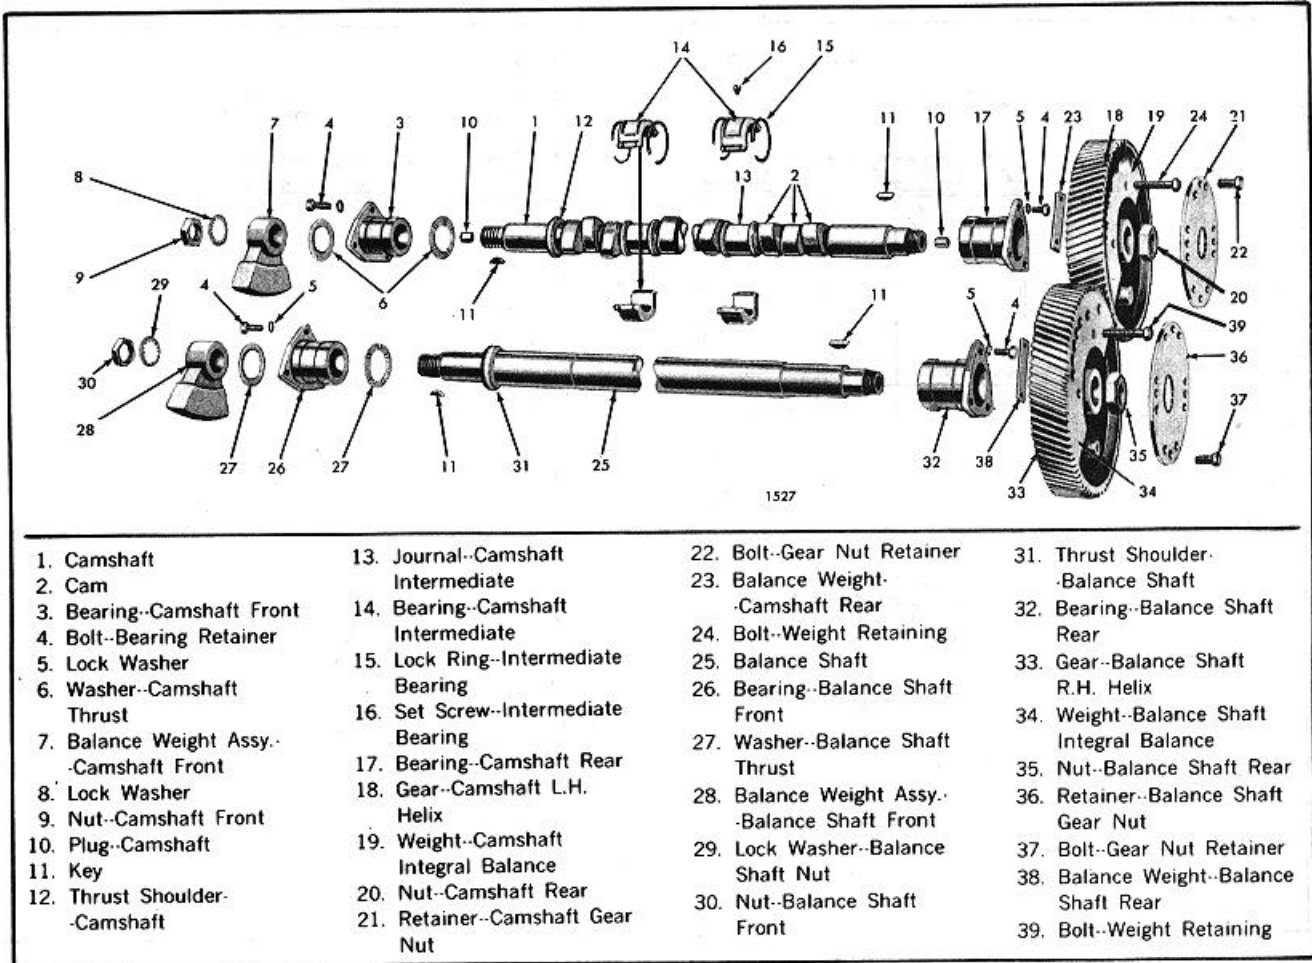 14
16
15
7
4
3
10
1
12
11
10
17
5
4
23
18
19
24
21
8
13
2
9
6
11
22
20
29
4
5
11
5
4
39
36
30
28
37
27
26
27
11
31
25
32
38
33
34
35
1527
1. Camshaft
2. Cam
3. Bearing--Camshaft Front
4. Bolt--Bearing Retainer
5. Lock Washer
6. Washer--Camshaft
Thrust
7. Balance Weight Assy.-
-Camshaft Front
8. Lock Washer
9. Nut--Camshaft Front
10. Plug--Camshaft
11. Key
12. Thrust Shoulder-
-Camshaft
13. Journal--Camshaft
Intermediate
14. Bearing--Camshaft
Intermediate
15. Lock Ring--Intermediate
Bearing
16. Set Screw--Intermediate
Bearing
17. Bearing--Camshaft Rear
18. Gear--Camshaft L.H.
Helix
19. Weight--Camshaft
Integral Balance
20. Nut--Camshaft Rear
21. Retainer--Camshaft Gear
Nut
22. Bolt--Gear Nut Retainer
23. Balance Weight-
-Camshaft Rear
24. Bolt--Weight Retaining
25. Balance Shaft
26. Bearing--Balance Shaft
Front
27. Washer--Balance Shaft
Thrust
28. Balance Weight Assy.-
-Balance Shaft Front
29. Lock Washer--Balance
Shaft Nut
30. Nut--Balance Shaft
Front
31. Thrust Shoulder-
-Balance Shaft
32. Bearing--Balance Shaft
Rear
33. Gear--Balance Shaft
R.H. Helix
34. Weight--Balance Shaft
Integral Balance
35. Nut--Balance Shaft Rear
36. Retainer--Balance Shaft
Gear Nut
37. Bolt--Gear Nut Retainer
38. Balance Weight--Balance
Shaft Rear
39. Bolt--Weight Retaining